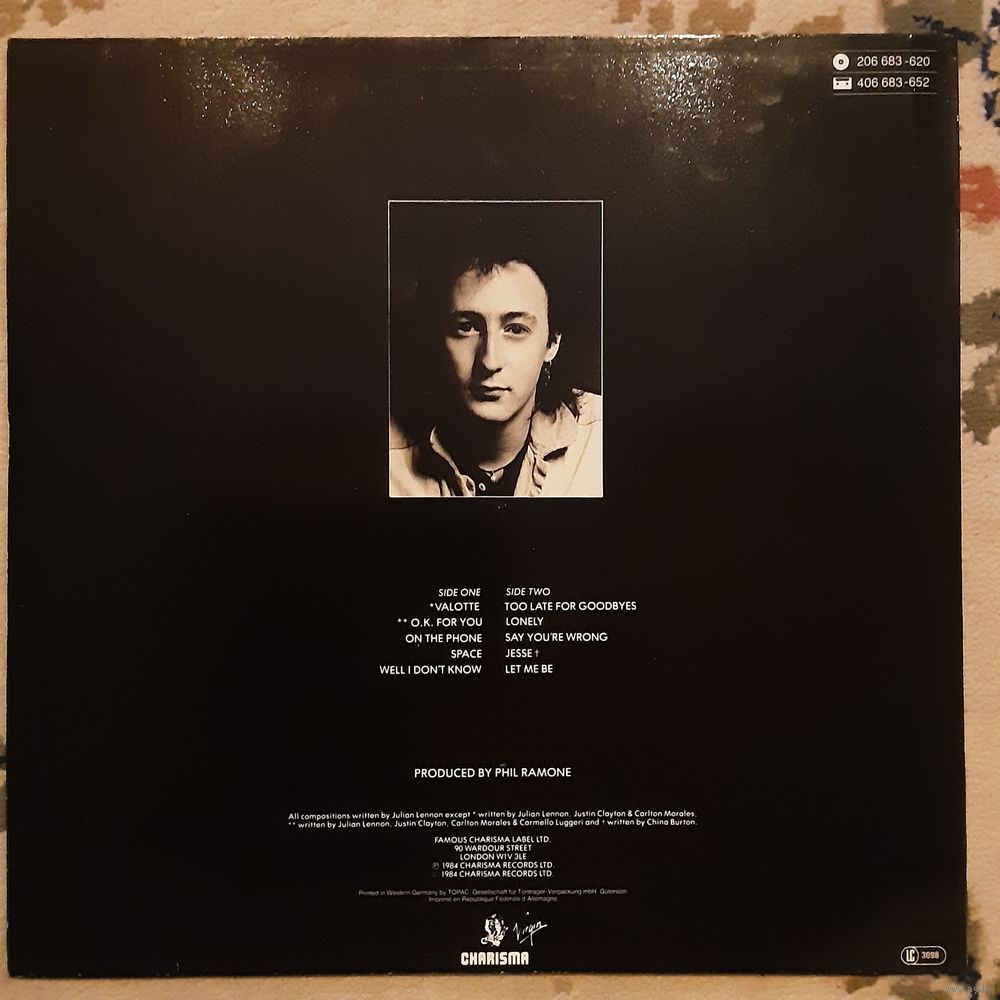 206 683-620
406 683-652
SIDE ONE SIDE TWO
*VALOTTE TOO LATE FOR GOODBYES
** O.K. FOR YOU LONELY
ON THE PHONE SAY YOU'RE WRONG
SPACE JESSE †
WELL I DON'T KNOW LET ME BE
PRODUCED BY PHIL RAMONE
All compositions written by Julian Lennon except * written by Julian Lennon, Justin Clayton & Carlton Morales,
** written by Julian Lennon, Justin Clayton, Carlton Morales & Carmello Luggeri and † written by China Burton.
FAMOUS CHARISMA LABEL LTD.
90 WARDOUR STREET
LONDON W1V 3LE
℗ 1984 CHARISMA RECORDS LTD.
1984 CHARISMA RECORDS LTD.
Printed in Western Germany by TOPAC, Gesellschaft für Tonträger-Verpackung mbH, Gütersloh
Imprimé en République Fédérale d'Allemagne
Virgin
CHARISMA
LC 3098